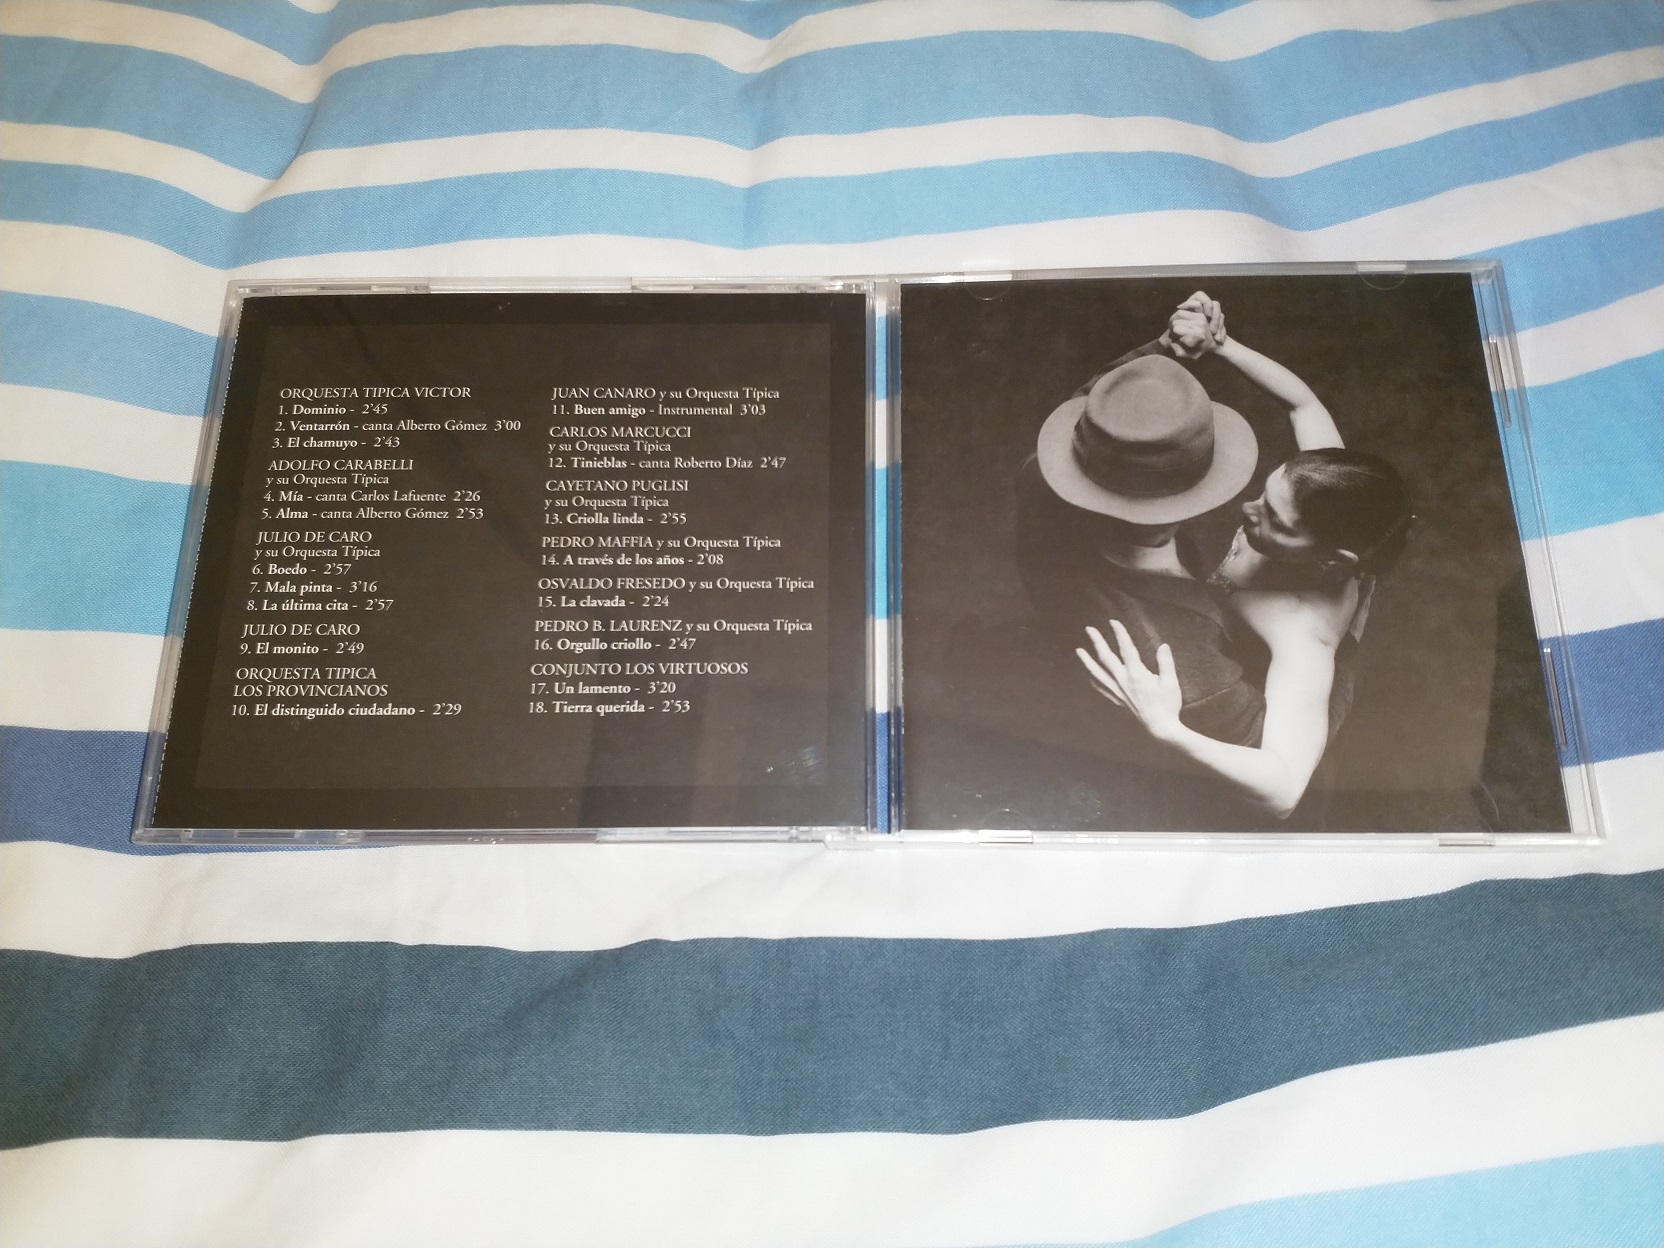 ORQUESTA TIPICA VICTOR
1. Dominio - 2'45
2. Ventarrón - canta Alberto Gómez 3'00
3. El chamuyo - 2'43
ADOLFO CARABELLI
y su Orquesta Típica
4. Mía - canta Carlos Lafuente 2'26
5. Alma - canta Alberto Gómez 2'53
JULIO DE CARO
y su Orquesta Típica
6. Boedo - 2'57
7. Mala pinta - 3'16
8. La última cita - 2'57
JULIO DE CARO
9. El monito - 2'49
ORQUESTA TIPICA
LOS PROVINCIANOS
10. El distinguido ciudadano - 2'29
JUAN CANARO y su Orquesta Típica
11. Buen amigo - Instrumental 3'03
CARLOS MARCUCCI
y su Orquesta Típica
12. Tinieblas - canta Roberto Díaz 2'47
CAYETANO PUGLISI
y su Orquesta Típica
13. Criolla linda - 2'55
PEDRO MAFFIA y su Orquesta Típica
14. A través de los años - 2'08
OSVALDO FRESEDO y su Orquesta Típica
15. La clavada - 2'24
PEDRO B. LAURENZ y su Orquesta Típica
16. Orgullo criollo - 2'47
CONJUNTO LOS VIRTUOSOS
17. Un lamento - 3'20
18. Tierra querida - 2'53